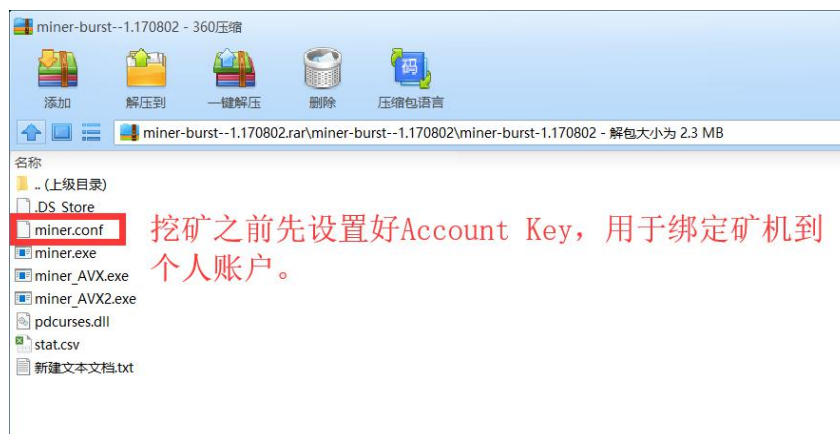 miner-burst--1.170802 - 360压缩
添加 解压到 一键解压 删除 压缩包语言
码
miner-burst--1.170802.rar\miner-burst--1.170802\miner-burst-1.170802 - 解包大小为 2.3 MB
名称
.. (上级目录)
.DS_Store
miner.conf
挖矿之前先设置好Account Key，用于绑定矿机到
个人账户。
miner.exe
miner_AVX.exe
miner_AVX2.exe
pdcurses.dll
stat.csv
新建文本文档.txt